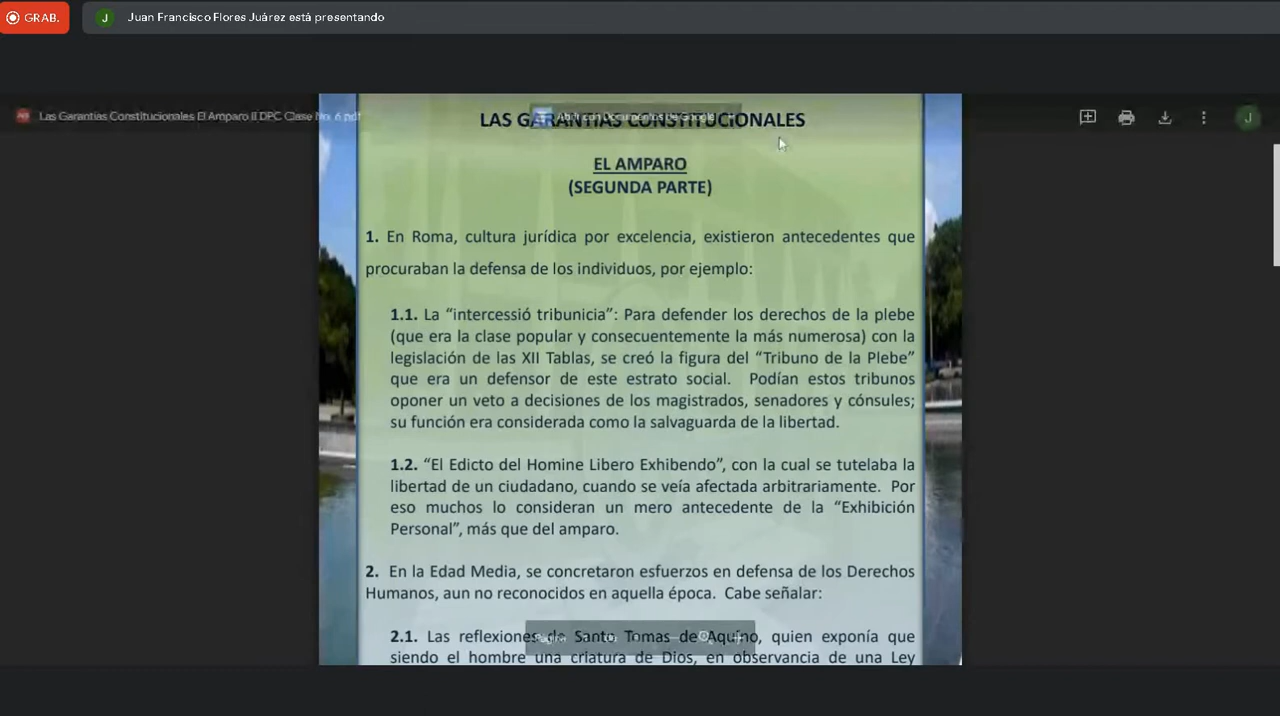 GRAB.
J
Juan Francisco Flores Juárez está presentando
Las Garantias Constitucionales El Amparo II DPC Clase No. 6.pdf
Abrir con Documentos de Google
J
LAS GARANTÍAS CONSTITUCIONALES
EL AMPARO
(SEGUNDA PARTE)
1. En Roma, cultura jurídica por excelencia, existieron antecedentes que
procuraban la defensa de los individuos, por ejemplo:
1.1. La “intercessió tribunicia”: Para defender los derechos de la plebe
(que era la clase popular y consecuentemente la más numerosa) con la
legislación de las XII Tablas, se creó la figura del “Tribuno de la Plebe”
que era un defensor de este estrato social. Podían estos tribunos
oponer un veto a decisiones de los magistrados, senadores y cónsules;
su función era considerada como la salvaguarda de la libertad.
1.2. “El Edicto del Homine Libero Exhibendo”, con la cual se tutelaba la
libertad de un ciudadano, cuando se veía afectada arbitrariamente. Por
eso muchos lo consideran un mero antecedente de la “Exhibición
Personal”, más que del amparo.
2. En la Edad Media, se concretaron esfuerzos en defensa de los Derechos
Humanos, aun no reconocidos en aquella época. Cabe señalar:
2.1. Las reflexiones de Santo Tomas de Aquino, quien exponía que
siendo el hombre una criatura de Dios, en observancia de una Ley
Página